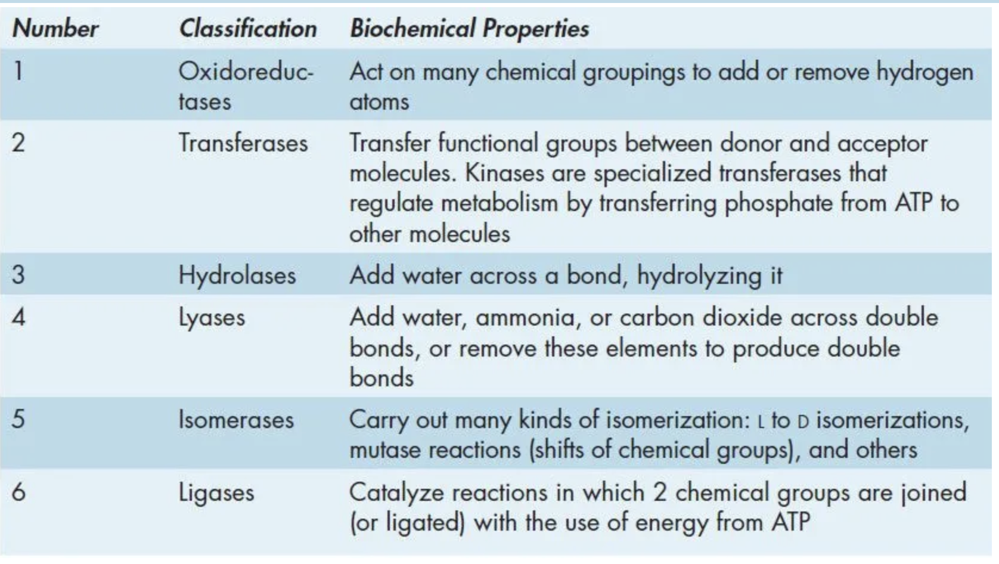 Number Classification Biochemical Properties
1 Oxidoreduc- Act on many chemical groupings to add or remove hydrogen
tases atoms
2 Transferases Transfer functional groups between donor and acceptor
molecules. Kinases are specialized transferases that
regulate metabolism by transferring phosphate from ATP to
other molecules
3 Hydrolases Add water across a bond, hydrolyzing it
4 Lyases Add water, ammonia, or carbon dioxide across double
bonds, or remove these elements to produce double
bonds
5 Isomerases Carry out many kinds of isomerization: L to D isomerizations,
mutase reactions (shifts of chemical groups), and others
6 Ligases Catalyze reactions in which 2 chemical groups are joined
(or ligated) with the use of energy from ATP